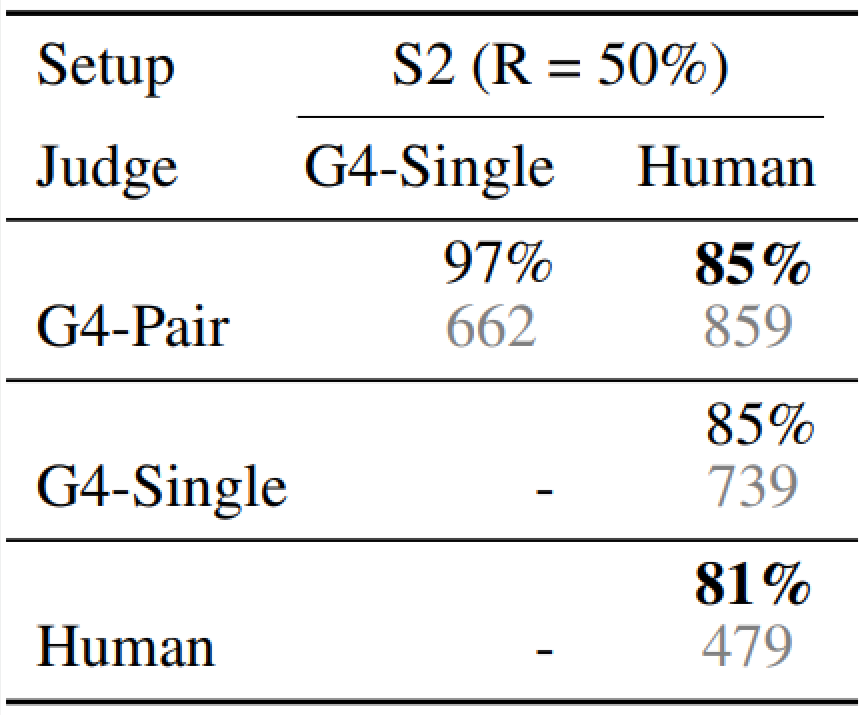 Setup S2 (R = 50%)
Judge G4-Single Human
97% 85%
G4-Pair 662 859
85%
G4-Single - 739
81%
Human - 479